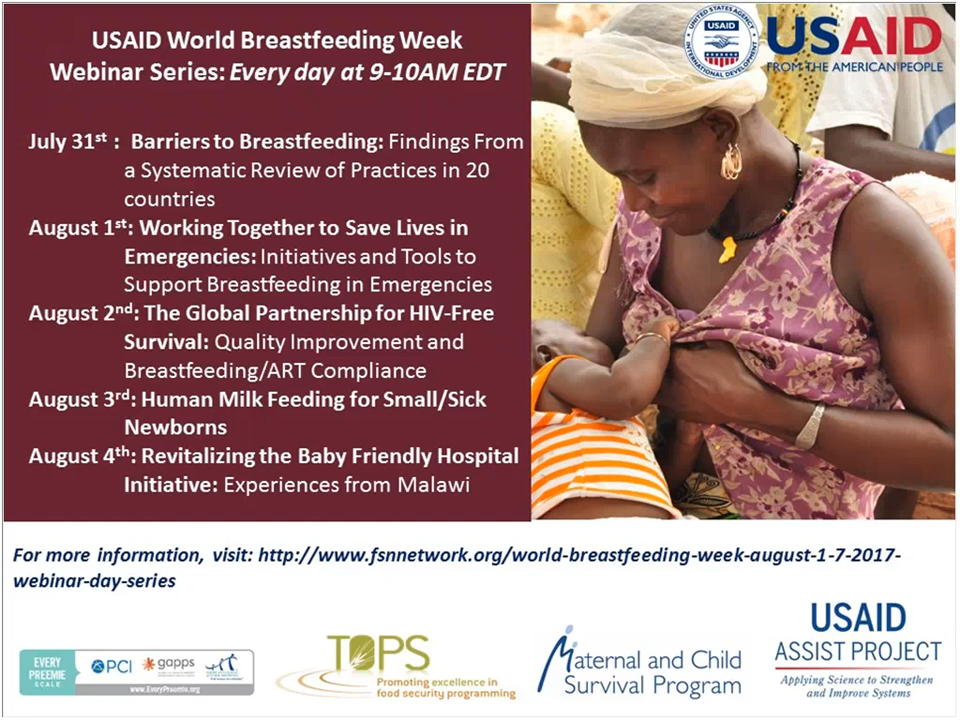 USAID World Breastfeeding Week
Webinar Series: Every day at 9-10AM EDT
July 31st : Barriers to Breastfeeding: Findings From
a Systematic Review of Practices in 20
countries
August 1st: Working Together to Save Lives in
Emergencies: Initiatives and Tools to
Support Breastfeeding in Emergencies
August 2nd: The Global Partnership for HIV-Free
Survival: Quality Improvement and
Breastfeeding/ART Compliance
August 3rd: Human Milk Feeding for Small/Sick
Newborns
August 4th: Revitalizing the Baby Friendly Hospital
Initiative: Experiences from Malawi
UNITED STATES AGENCY
USAID
INTERNATIONAL DEVELOPMENT
USAID
FROM THE AMERICAN PEOPLE
For more information, visit: http://www.fsnnetwork.org/world-breastfeeding-week-august-1-7-2017-
webinar-day-series
EVERY
PREEMIE
SCALE
PCI
gapps
www.EveryPreemie.org
TOPS
Promoting excellence in
food security programming
Maternal and Child
Survival Program
USAID
ASSIST PROJECT
Applying Science to Strengthen
and Improve Systems